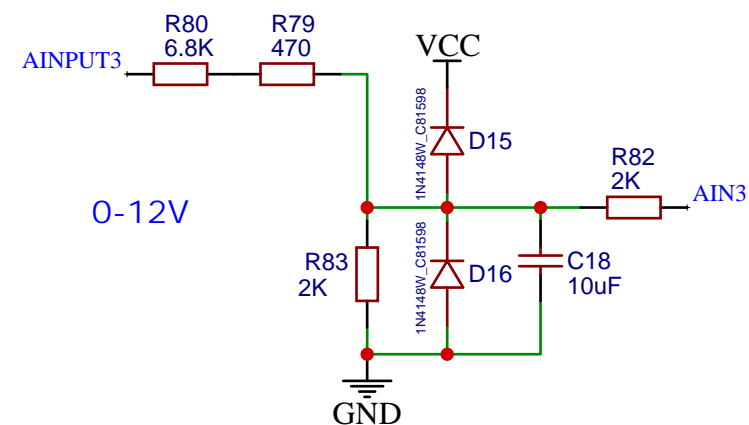 R80
6.8K
R79
470
AINPUT3
VCC
1N4148W_C81598
D15
R82
2K
AIN3
0-12V
R83
2K
1N4148W_C81598
D16
C18
10uF
GND